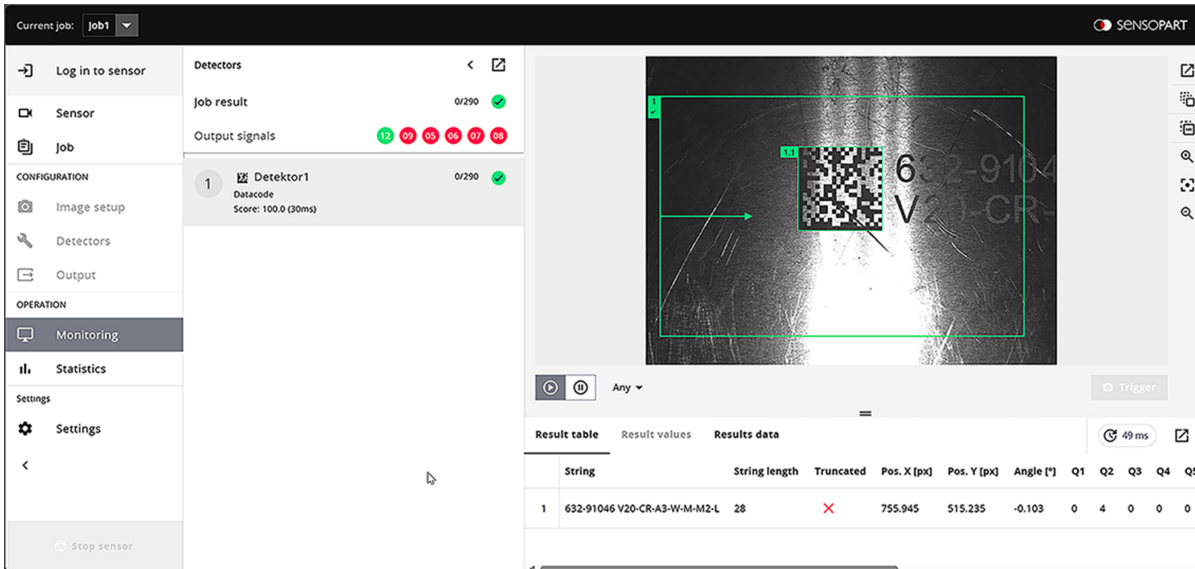 Current job: Job1
SENSOPART
Log in to sensor
Sensor
Job
CONFIGURATION
Image setup
Detectors
Output
OPERATION
Monitoring
Statistics
Settings
Settings
Stop sensor
Detectors
Job result 0/290
Output signals 12 09 05 06 07 08
1 Detektor1 0/290
Datacode
Score: 100.0 (30ms)
1
1.1
632-9104
V20-CR-
Any
Trigger
Result table Result values Results data 49 ms
String String length Truncated Pos. X [px] Pos. Y [px] Angle [°] Q1 Q2 Q3 Q4 Q5
1 632-91046 V20-CR-A3-W-M-M2-L 28 755.945 515.235 -0.103 0 4 0 0 0